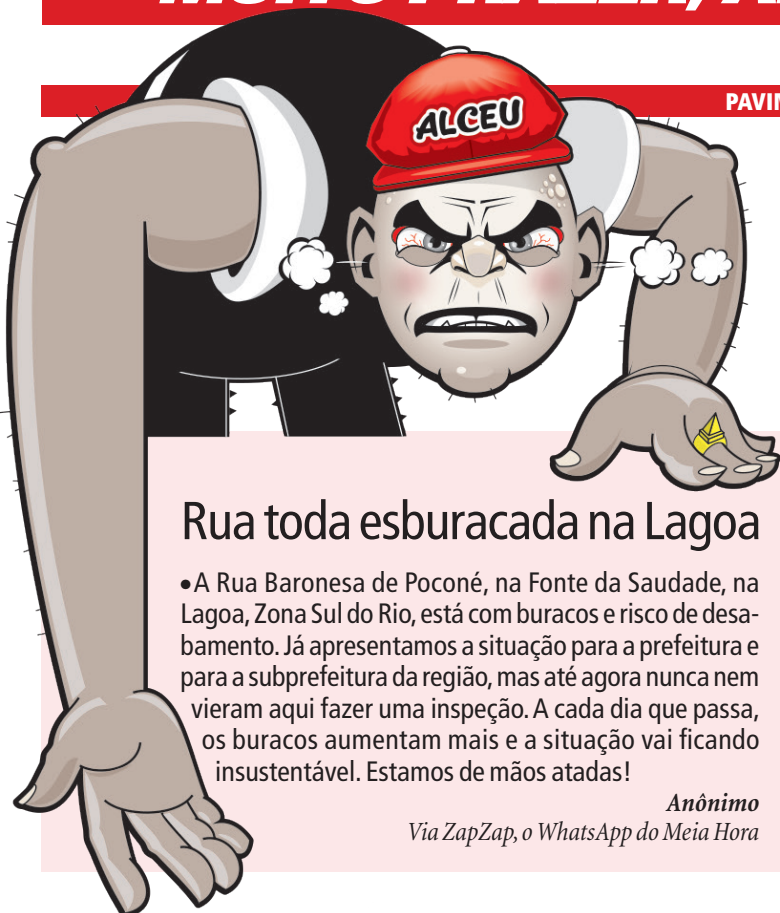 ALCEU
Rua toda esburacada na Lagoa
•A Rua Baronesa de Poconé, na Fonte da Saudade, na
Lagoa, Zona Sul do Rio, está com buracos e risco de desa-
bamento. Já apresentamos a situação para a prefeitura e
para a subprefeitura da região, mas até agora nunca nem
vieram aqui fazer uma inspeção. A cada dia que passa,
os buracos aumentam mais e a situação vai ficando
insustentável. Estamos de mãos atadas!
Anônimo
Via ZapZap, o WhatsApp do Meia Hora